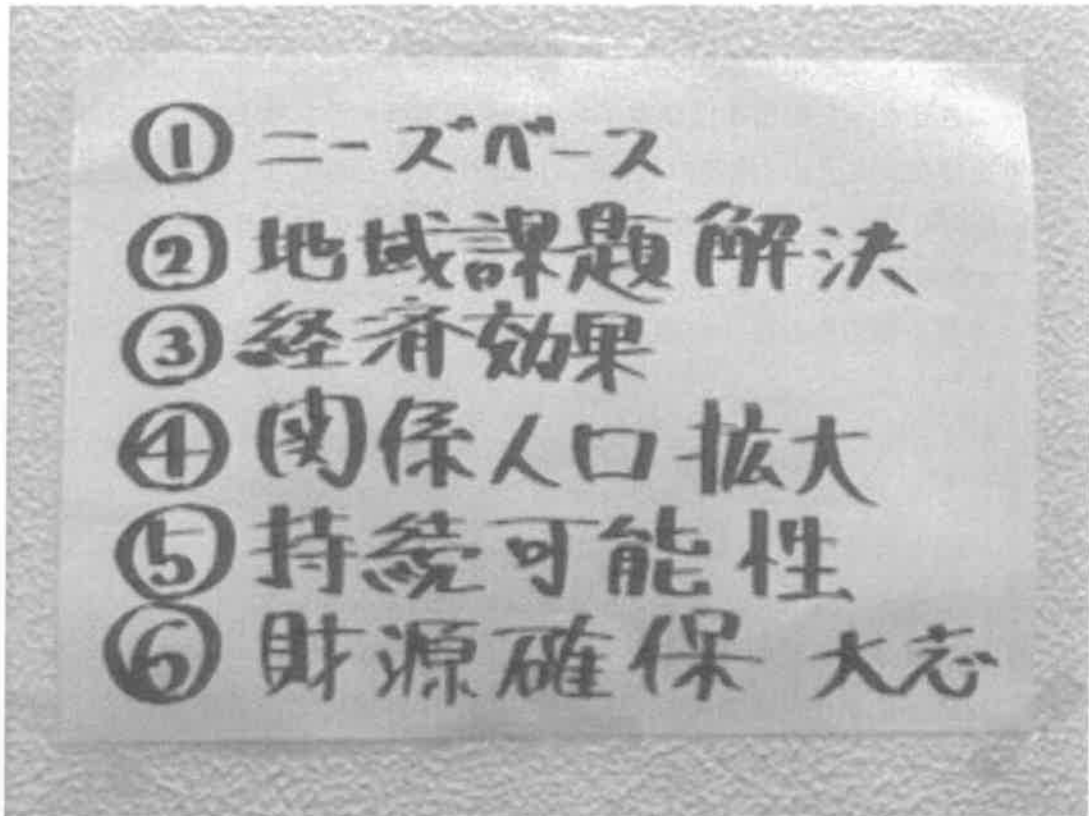 ① ニーズベース
② 地域課題解決
③ 経済効果
④ 関係人口拡大
⑤ 持続可能性
⑥ 財源確保 大志